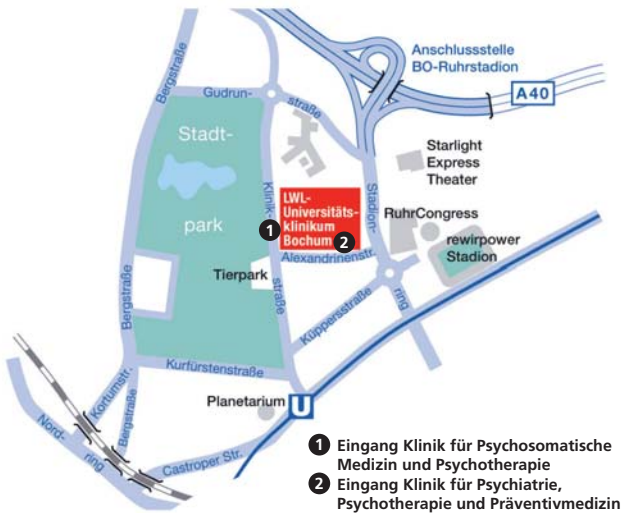 Anschlussstelle
BO-Ruhrstadion
A40
Bergstraße
Gudrun-
straße
Stadt-
park
Klinik-
straße
LWL-
Universitäts-
klinikum
Bochum
1
2
Stadion-
ring
Starlight
Express
Theater
RuhrCongress
rewirpower
Stadion
Alexandrinenstr.
Tierpark
Bergstraße
Küppersstraße
Kurfürstenstraße
Kortumstr.
Bergstraße
Planetarium
U
Nord-
ring
Castroper Str.
1 Eingang Klinik für Psychosomatische
Medizin und Psychotherapie
2 Eingang Klinik für Psychiatrie,
Psychotherapie und Präventivmedizin